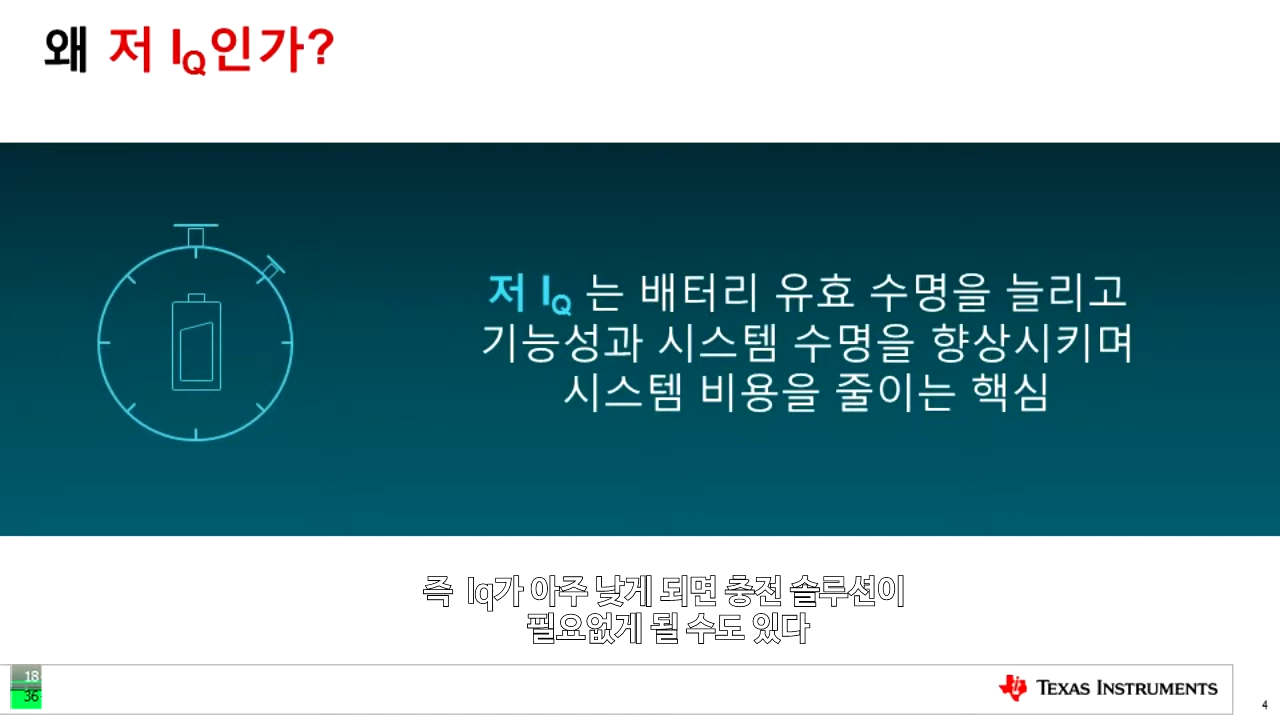 왜 저 IQ인가?
저 IQ 는 배터리 유효 수명을 늘리고
기능성과 시스템 수명을 향상시키며
시스템 비용을 줄이는 핵심
즉 Iq가 아주 낮게 되면 충전 솔루션이
필요없게 될 수도 있다
18
36
TEXAS INSTRUMENTS
4